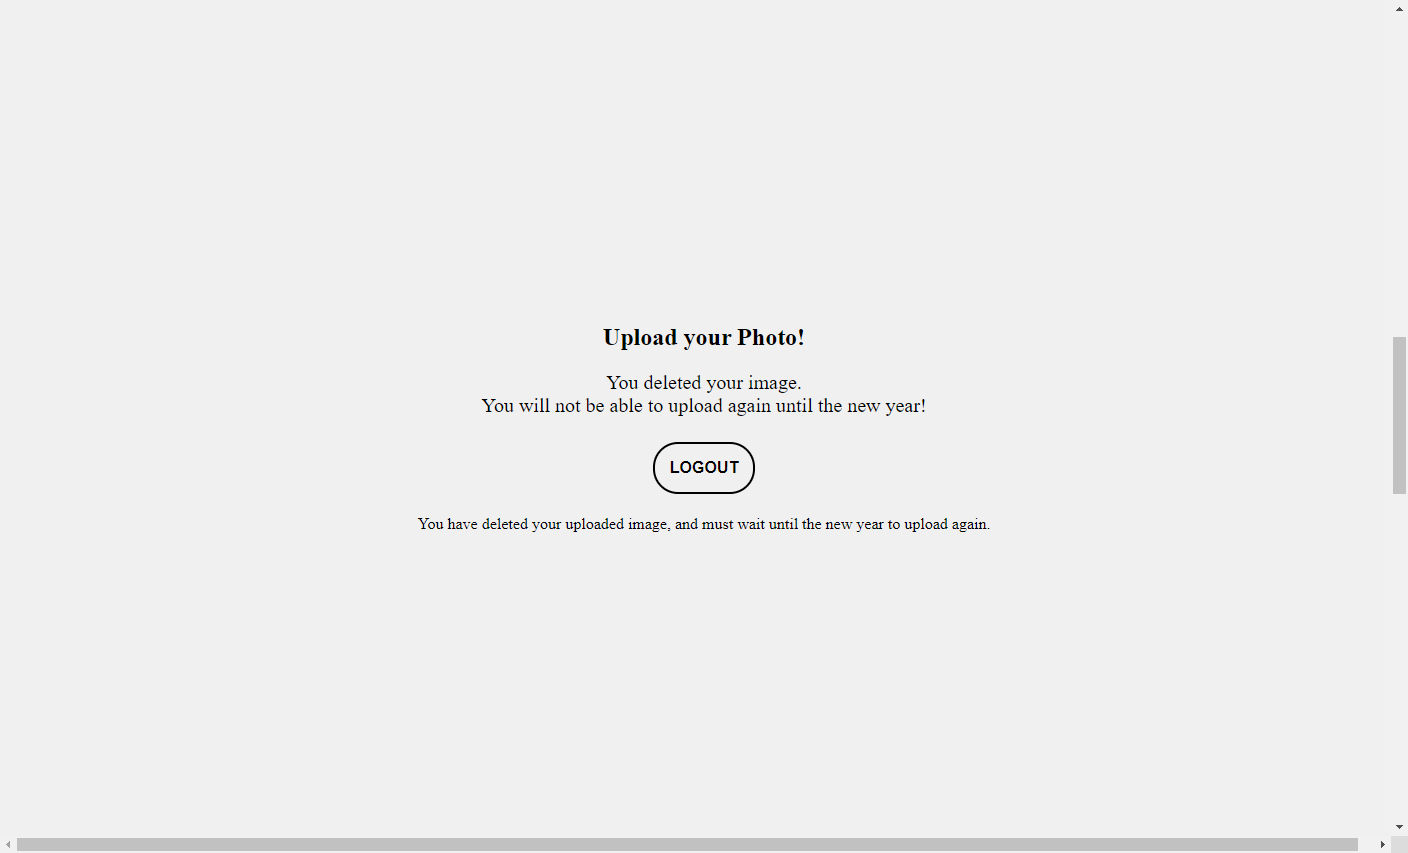 Upload your Photo!
You deleted your image.
You will not be able to upload again until the new year!
LOGOUT
You have deleted your uploaded image, and must wait until the new year to upload again.